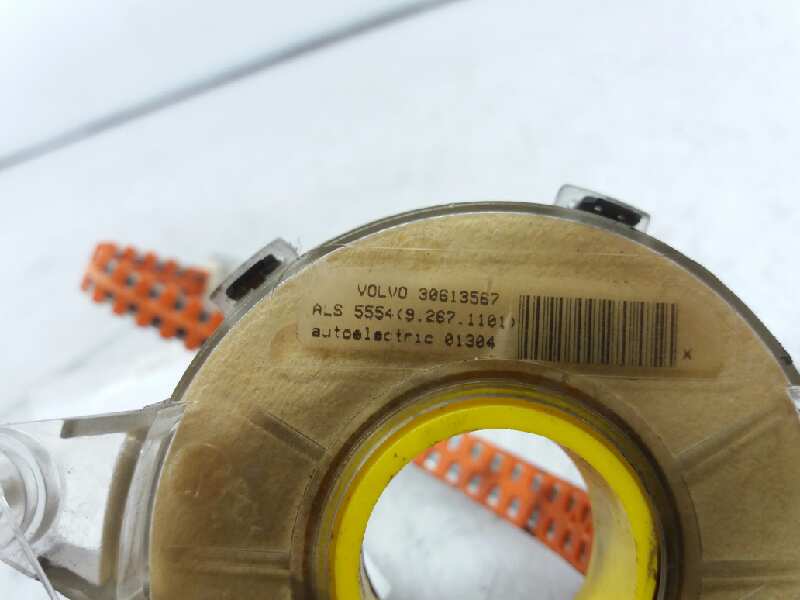 VOLVO 30613567
ALS 5554(9.267.1101)
autoelectric 01304
X